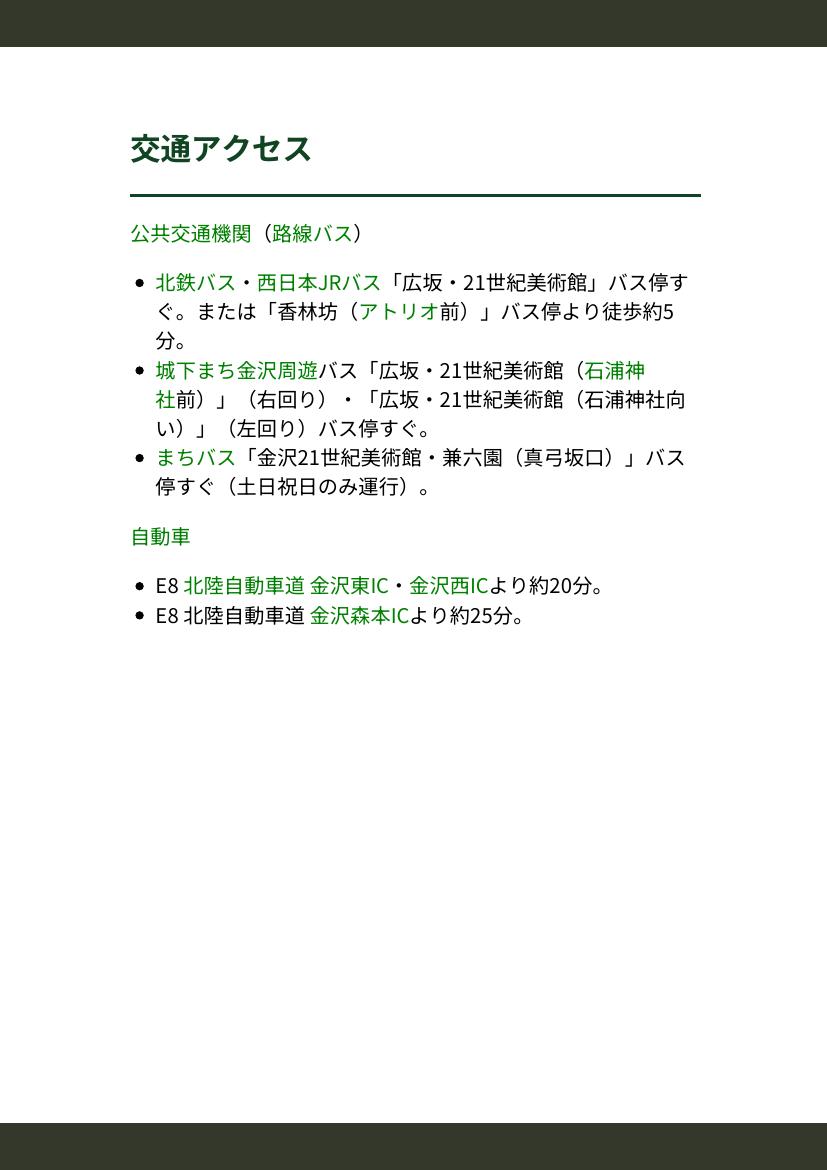 交通アクセス
公共交通機関（路線バス）
北鉄バス・西日本JRバス「広坂・21世紀美術館」バス停す
ぐ。または「香林坊（アトリオ前）」バス停より徒歩約5
分。
城下まち金沢周遊バス「広坂・21世紀美術館（石浦神
社前）」（右回り）・「広坂・21世紀美術館（石浦神社向
い）」（左回り）バス停すぐ。
まちバス「金沢21世紀美術館・兼六園（真弓坂口）」バス
停すぐ（土日祝日のみ運行）。
自動車
E8 北陸自動車道 金沢東IC・金沢西ICより約20分。
E8 北陸自動車道 金沢森本ICより約25分。